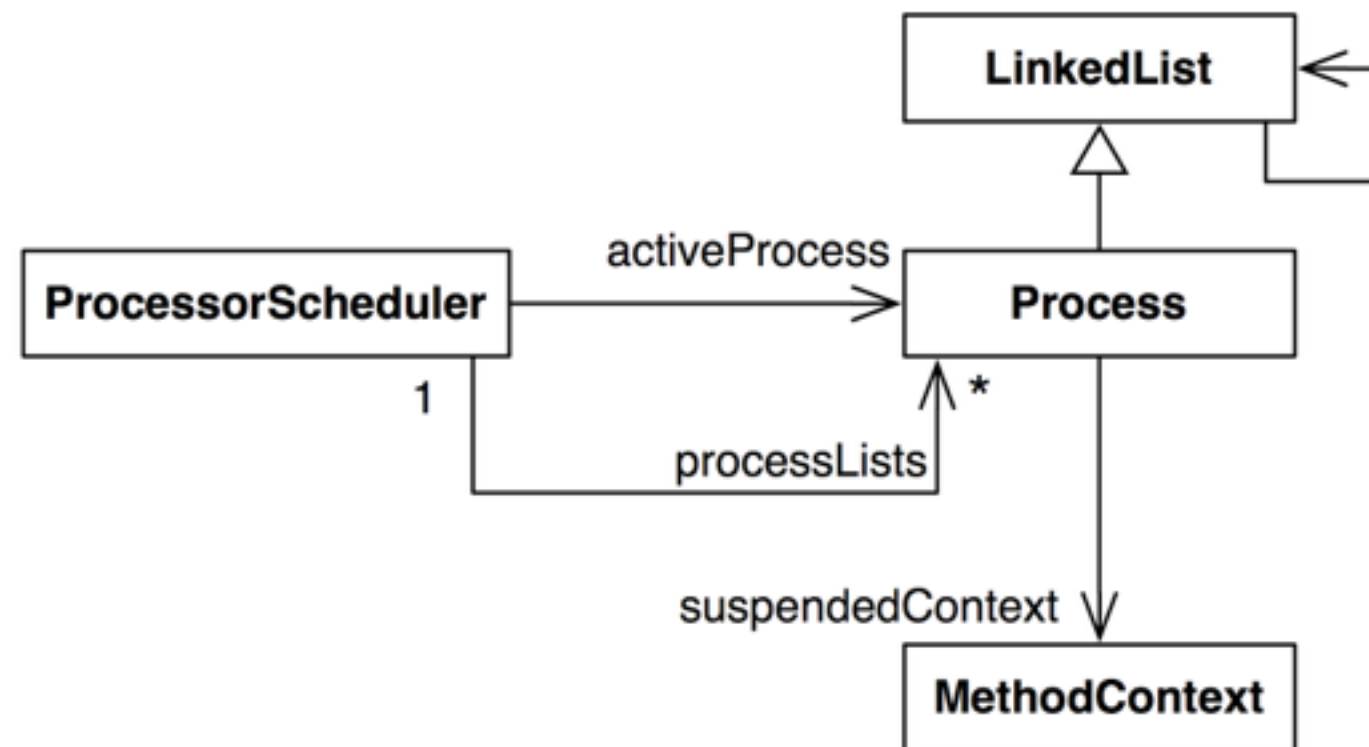 LinkedList
activeProcess
ProcessorScheduler
Process
1
*
processLists
suspendedContext
MethodContext